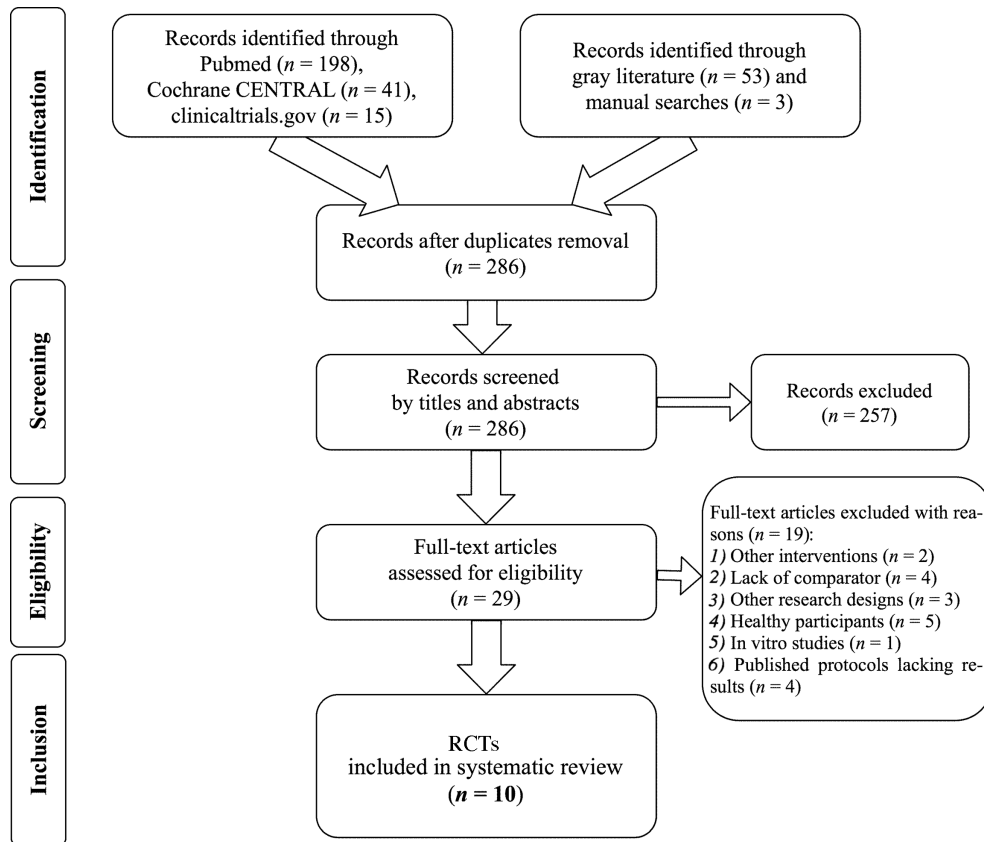 Identification
Records identified through
Pubmed (n = 198),
Cochrane CENTRAL (n = 41),
clinicaltrials.gov (n = 15)
Records identified through
gray literature (n = 53) and
manual searches (n = 3)
Records after duplicates removal
(n = 286)
Screening
Records screened
by titles and abstracts
(n = 286)
Records excluded
(n = 257)
Eligibility
Full-text articles
assessed for eligibility
(n = 29)
Full-text articles excluded with rea-
sons (n = 19):
1) Other interventions (n = 2)
2) Lack of comparator (n = 4)
3) Other research designs (n = 3)
4) Healthy participants (n = 5)
5) In vitro studies (n = 1)
6) Published protocols lacking re-
sults (n = 4)
Inclusion
RCTs
included in systematic review
(n = 10)